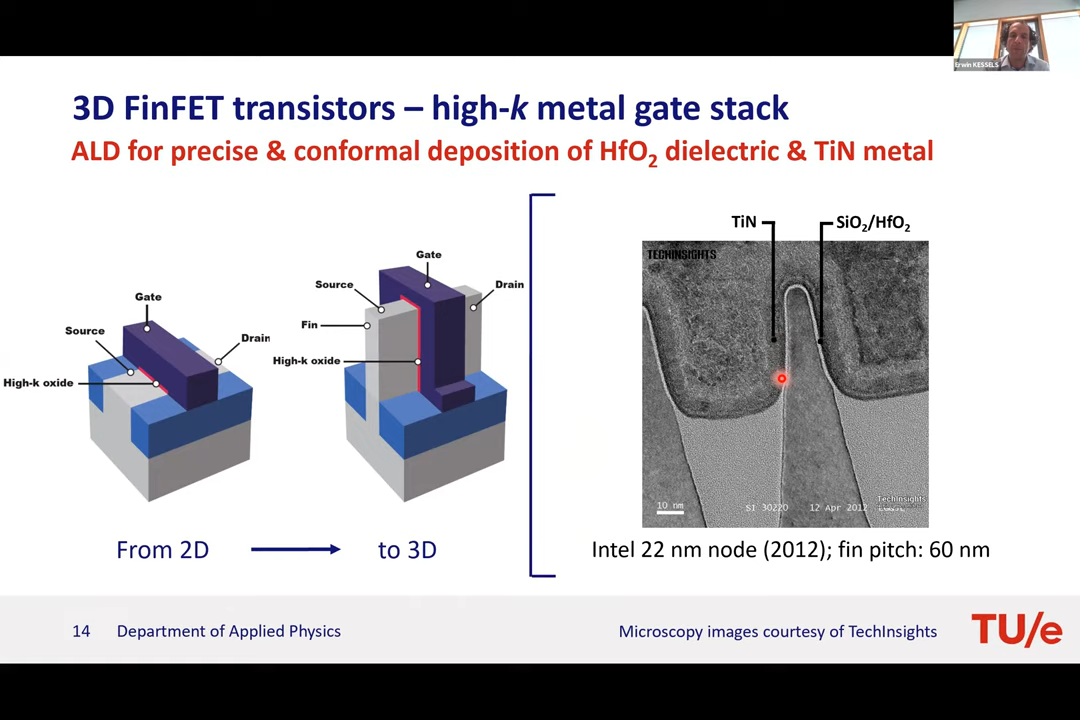 Erwin KESSELS
3D FinFET transistors – high-k metal gate stack
ALD for precise & conformal deposition of HfO₂ dielectric & TiN metal
Gate
Source
Drain
High-k oxide
Gate
Source
Drain
Fin
High-k oxide
From 2D
to 3D
TiN
SiO₂/HfO₂
TECHINSIGHTS
TechInsights
10 nm
SI 30220
12 Apr 2012
Intel 22 nm node (2012); fin pitch: 60 nm
14
Department of Applied Physics
Microscopy images courtesy of TechInsights
TU/e